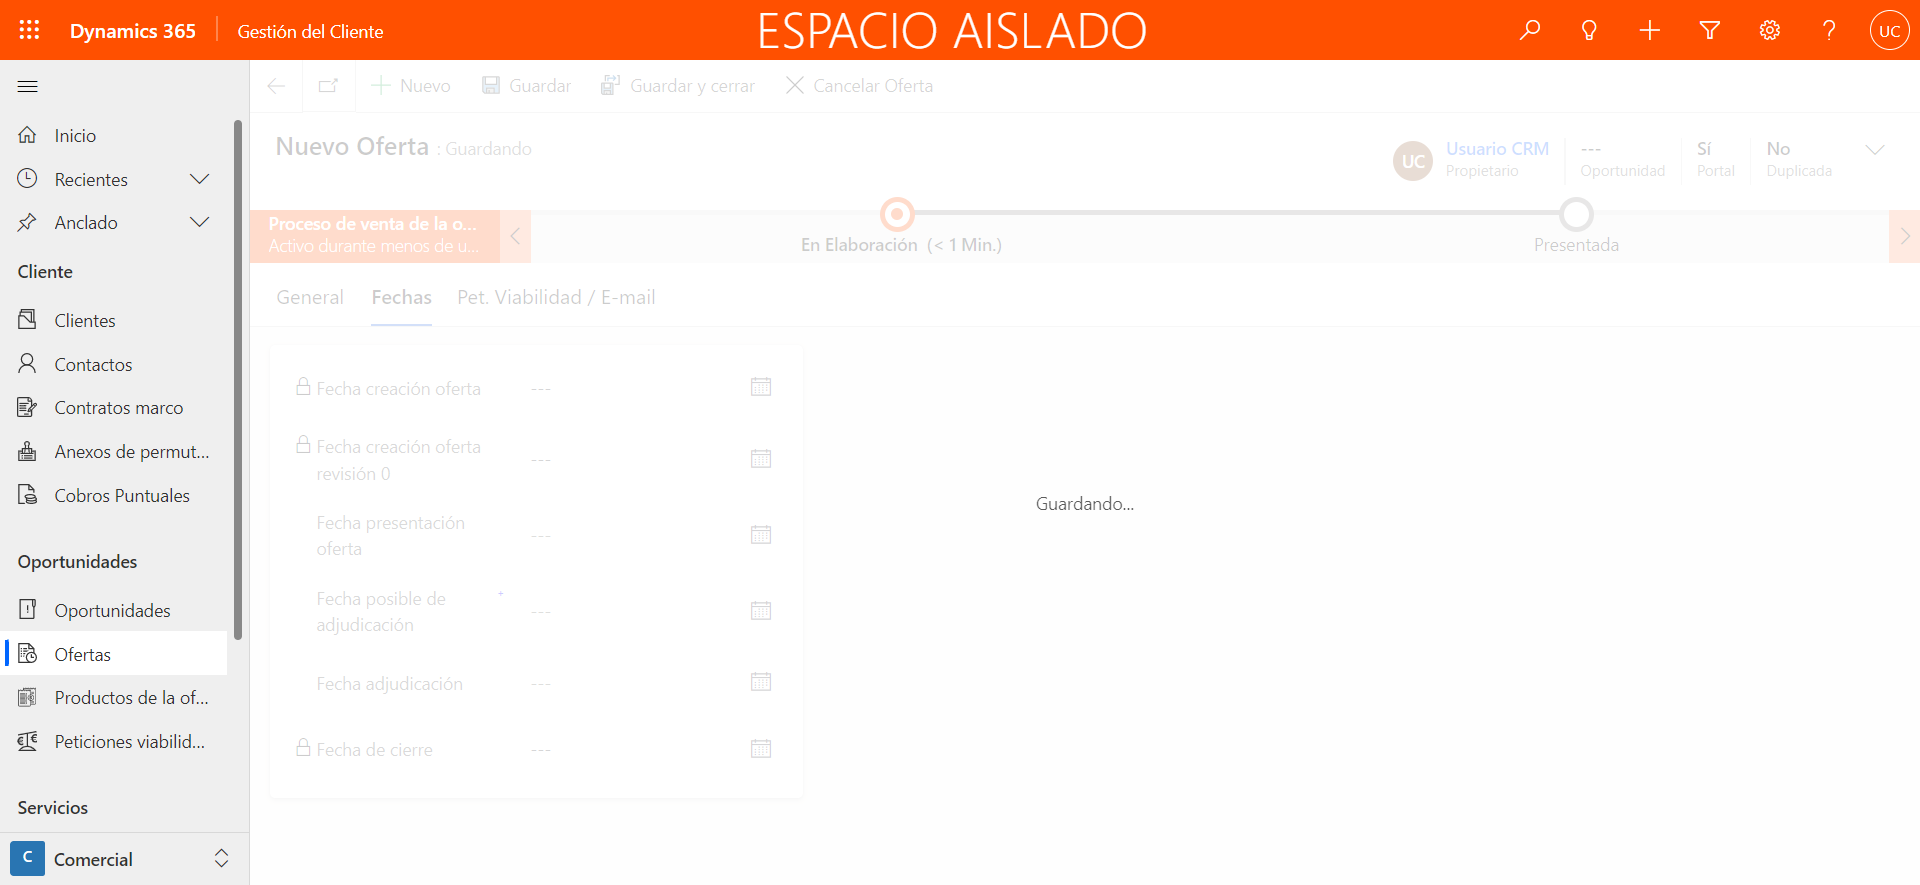 Dynamics 365
Gestión del Cliente
ESPACIO AISLADO
UC
Nuevo
Guardar
Guardar y cerrar
Cancelar Oferta
Inicio
Recientes
Anclado
Cliente
Clientes
Contactos
Contratos marco
Anexos de permut...
Cobros Puntuales
Oportunidades
Oportunidades
Ofertas
Productos de la of...
Peticiones viabilid...
Servicios
C
Comercial
Nuevo Oferta : Guardando
UC
Usuario CRM
Propietario
---
Oportunidad
Sí
Portal
No
Duplicada
Proceso de venta de la o...
Activo durante menos de u...
En Elaboración (< 1 Min.)
Presentada
General
Fechas
Pet. Viabilidad / E-mail
Fecha creación oferta
---
Fecha creación oferta
revisión 0
---
Fecha presentación
oferta
---
Fecha posible de
adjudicación
+
---
Fecha adjudicación
---
Fecha de cierre
---
Guardando...